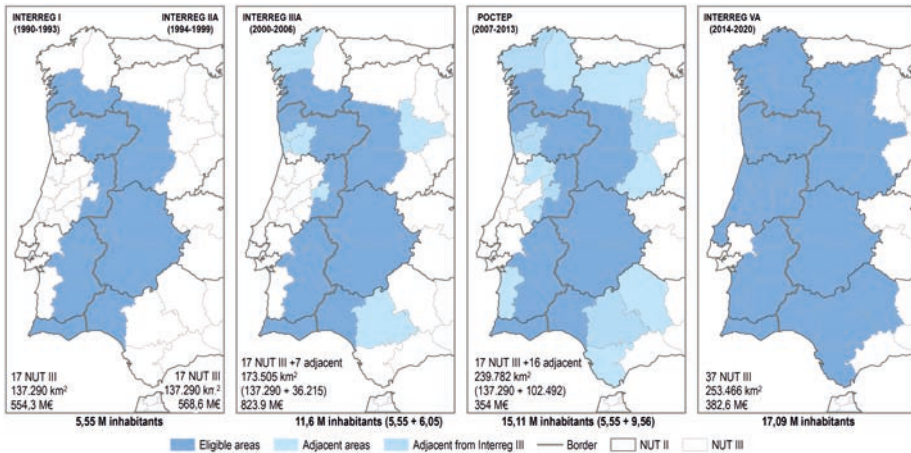 INTERREG I
(1990-1993)
INTERREG IIA
(1994-1999)
17 NUT III
137.290 km²
554,3 M€
17 NUT III
137.290 km²
568,6 M€
5,55 M inhabitants
INTERREG IIIA
(2000-2006)
17 NUT III +7 adjacent
173.505 km²
(137.290 + 36.215)
823.9 M€
11,6 M inhabitants (5,55 + 6,05)
POCTEP
(2007-2013)
17 NUT III +16 adjacent
239.782 km²
(137.290 + 102.492)
354 M€
15,11 M inhabitants (5,55 + 9,56)
INTERREG VA
(2014-2020)
37 NUT III
253.466 km²
382,6 M€
17,09 M inhabitants
Eligible areas
Adjacent areas
Adjacent from Interreg III
Border
NUT II
NUT III